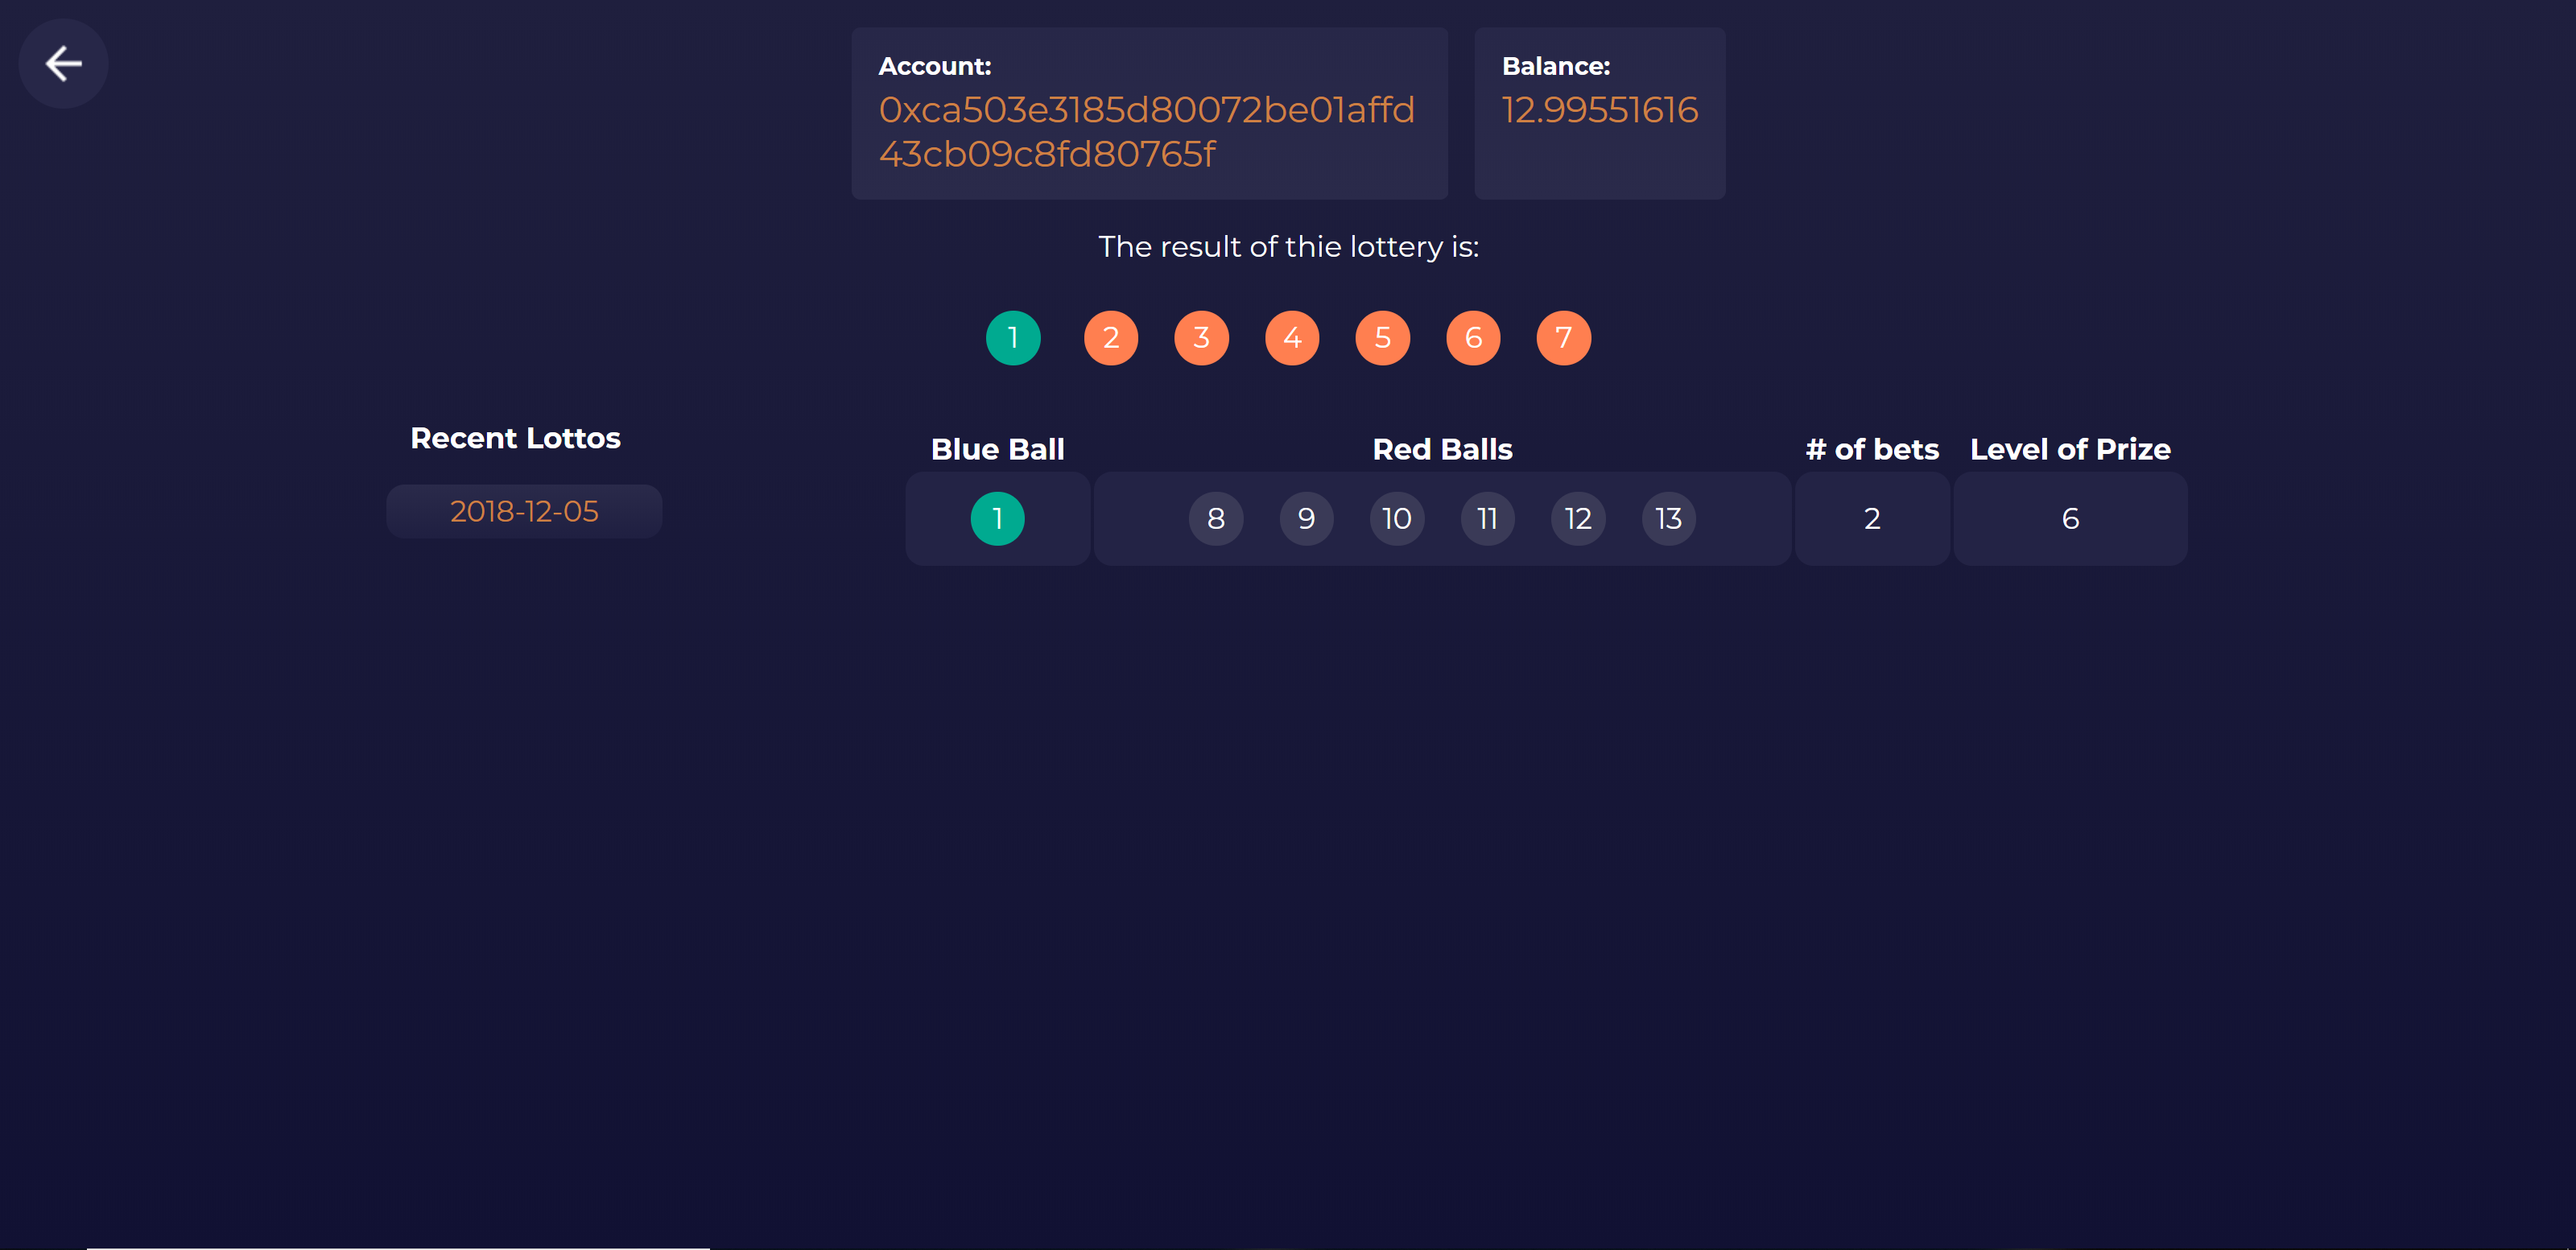 Account:
0xca503e3185d80072be01affd
43cb09c8fd80765f
Balance:
12.99551616
The result of thie lottery is:
1 2 3 4 5 6 7
Recent Lottos
2018-12-05
Blue Ball Red Balls # of bets Level of Prize
1 8 9 10 11 12 13 2 6